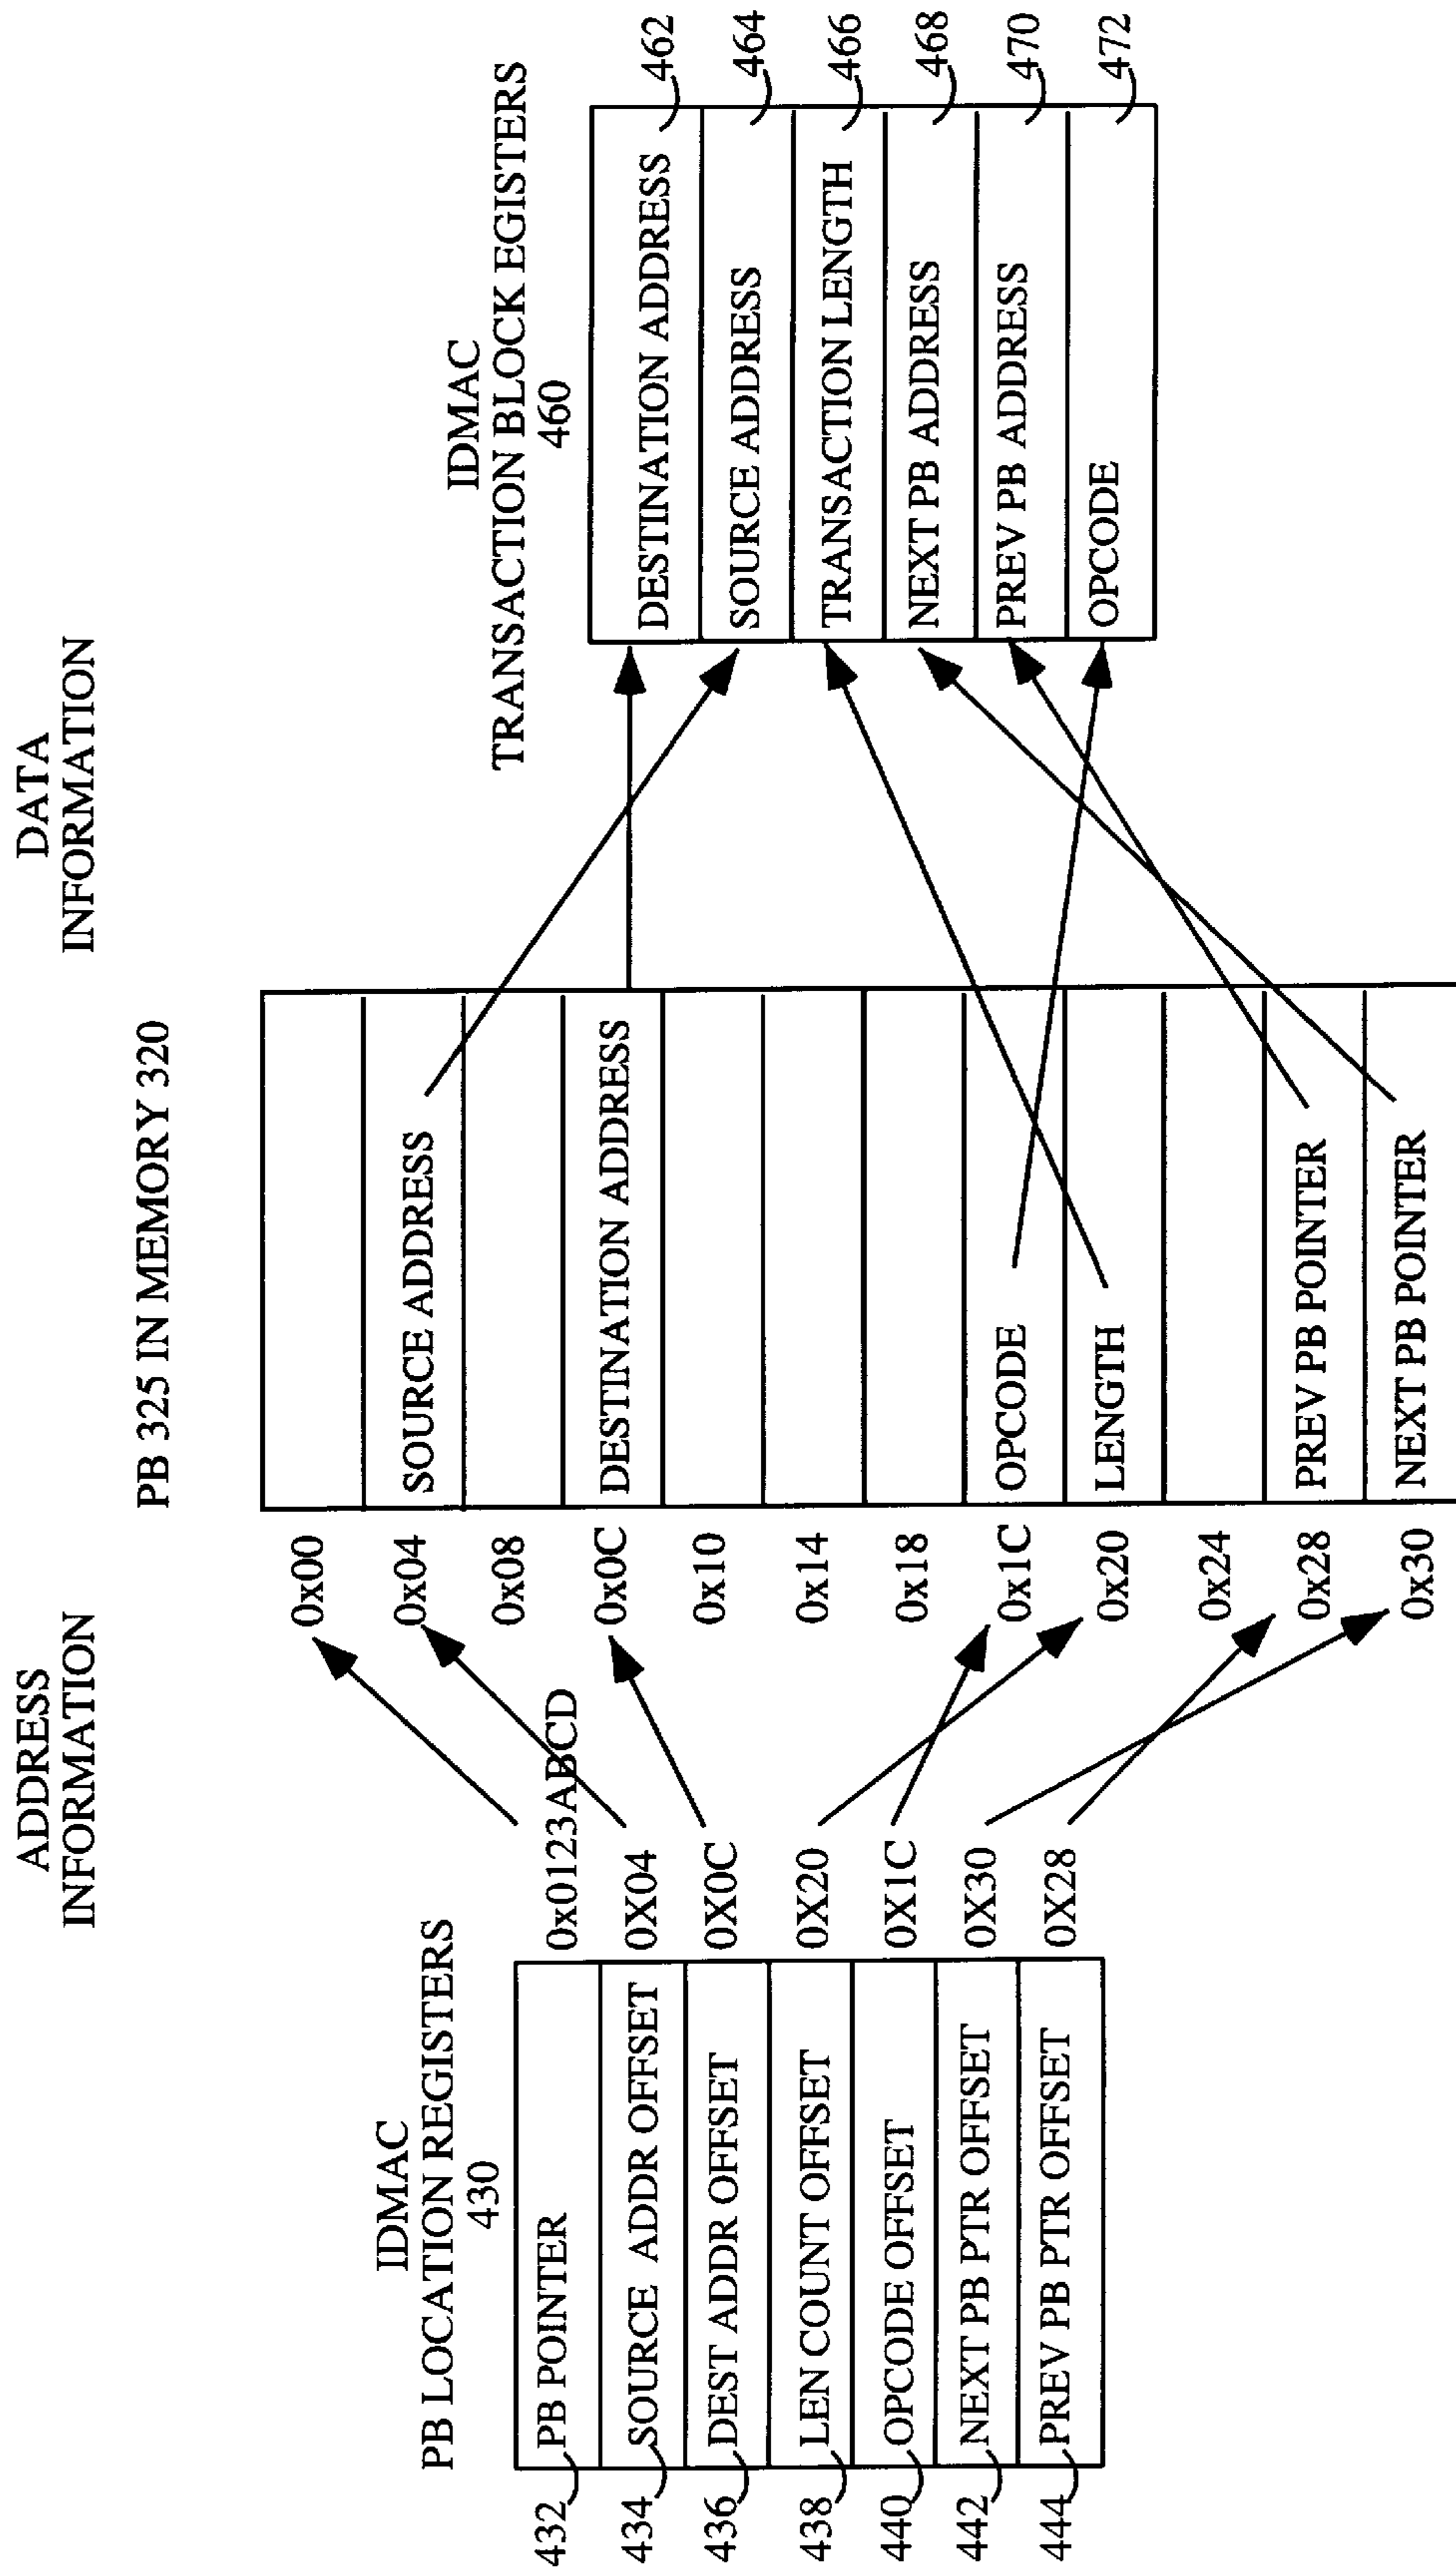 ADDRESS
INFORMATION
DATA
INFORMATION
IDMAC
PB LOCATION REGISTERS
430
432 PB POINTER 0x0123ABCD
434 SOURCE ADDR OFFSET 0X04
436 DEST ADDR OFFSET 0X0C
438 LEN COUNT OFFSET 0X20
440 OPCODE OFFSET 0X1C
442 NEXT PB PTR OFFSET 0X30
444 PREV PB PTR OFFSET 0X28
PB 325 IN MEMORY 320
0x00
0x04 SOURCE ADDRESS
0x08
0x0C DESTINATION ADDRESS
0x10
0x14
0x18
0x1C OPCODE
0x20 LENGTH
0x24
0x28 PREV PB POINTER
0x30 NEXT PB POINTER
IDMAC
TRANSACTION BLOCK EGISTERS
460
DESTINATION ADDRESS 462
SOURCE ADDRESS 464
TRANSACTION LENGTH 466
NEXT PB ADDRESS 468
PREV PB ADDRESS 470
OPCODE 472